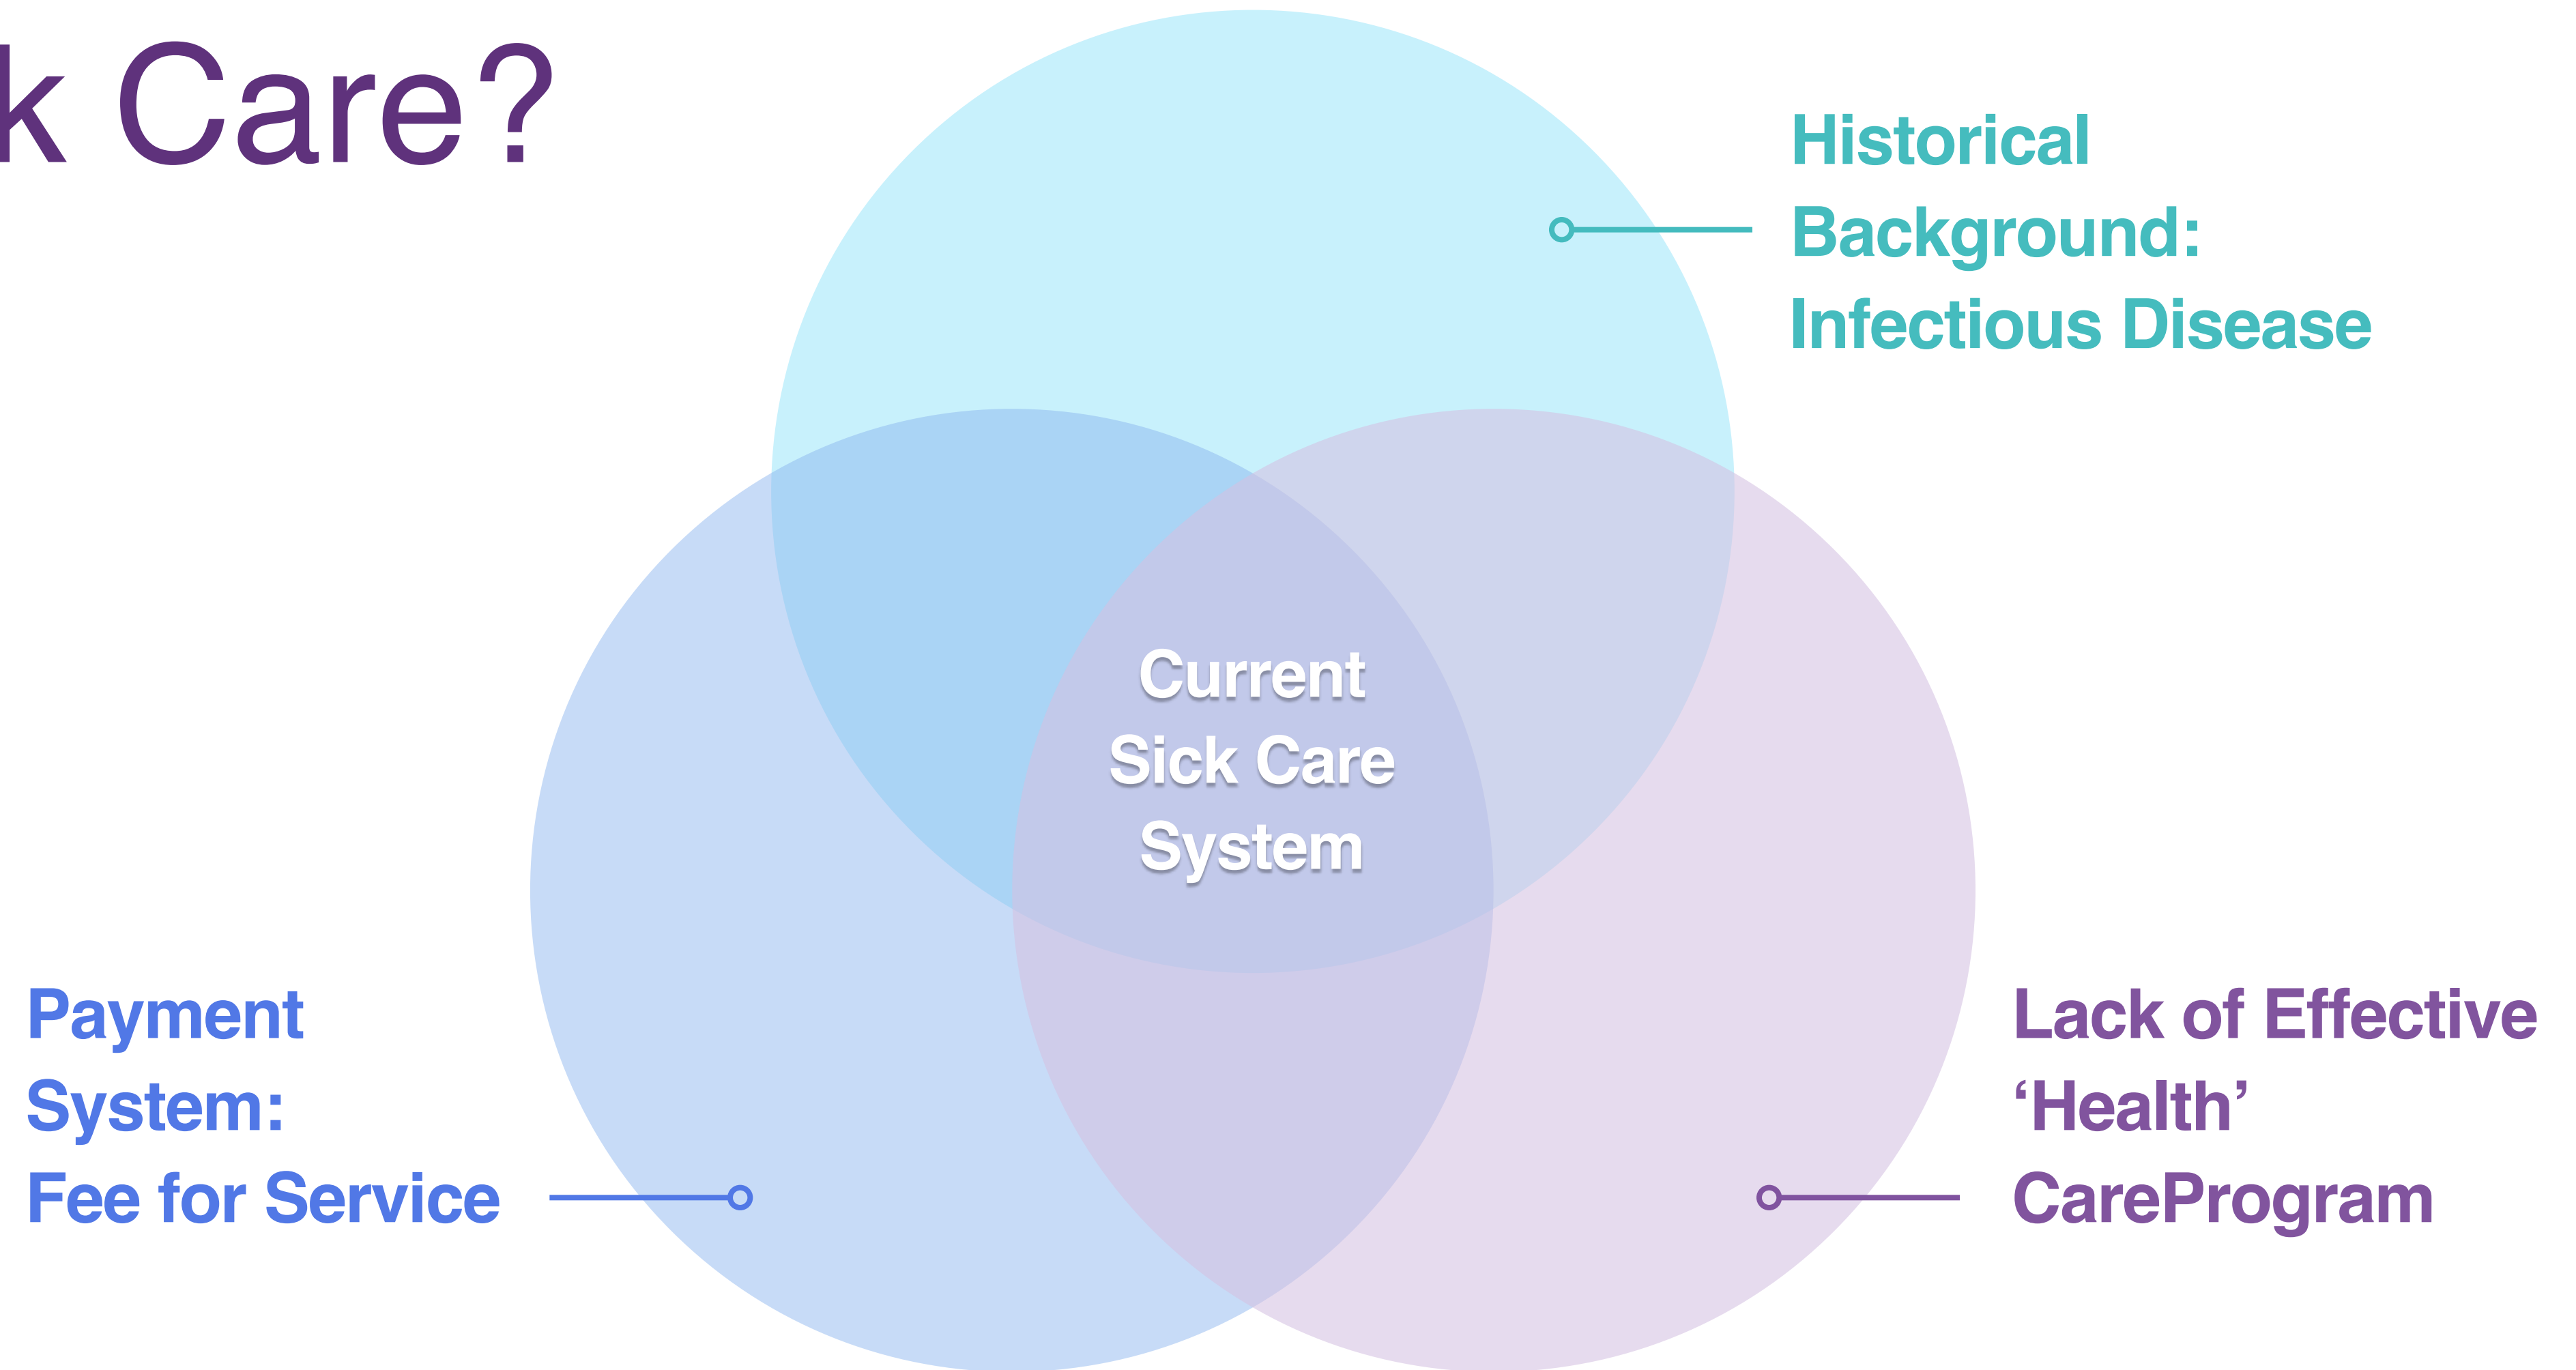 k Care?
Historical
Background:
Infectious Disease
Current
Sick Care
System
Payment
System:
Fee for Service
Lack of Effective
‘Health’
CareProgram